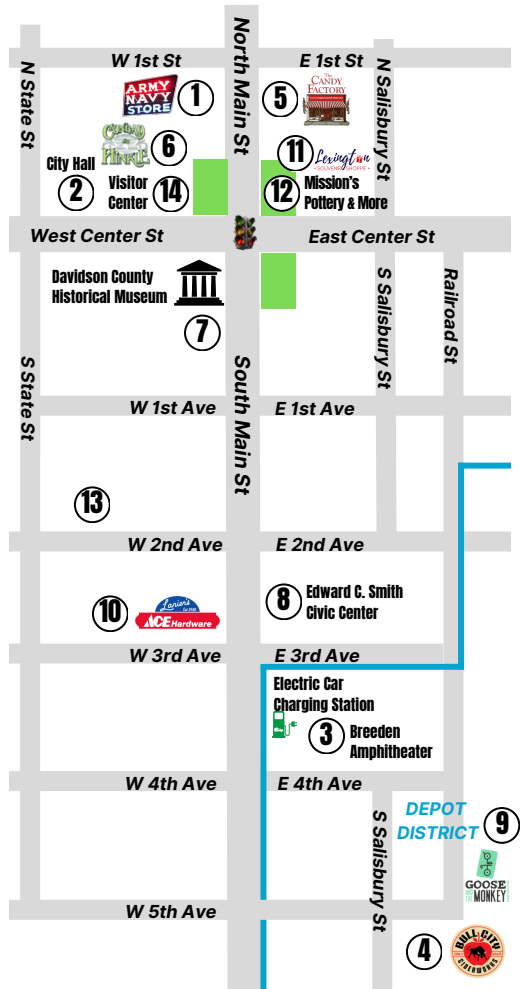 W 1st St
E 1st St
North Main St
N State St
N Salisbury St
ARMY
NAVY
STORE
1
5
The
CANDY
FACTORY
CONRAD
HINKLE
6
11
Lexington
SOUVENIR SHOPPE
City Hall
2
Visitor
Center
14
12
Mission's
Pottery & More
West Center St
East Center St
Davidson County
Historical Museum
7
S Salisbury St
Railroad St
S State St
South Main St
W 1st Ave
E 1st Ave
13
W 2nd Ave
E 2nd Ave
10
Lanier's
ACE Hardware
8
Edward C. Smith
Civic Center
W 3rd Ave
E 3rd Ave
Electric Car
Charging Station
3
Breeden
Amphitheater
W 4th Ave
E 4th Ave
DEPOT
DISTRICT
9
S Salisbury St
GOOSE
MONKEY
W 5th Ave
4
BULL CITY
CIDERWORKS